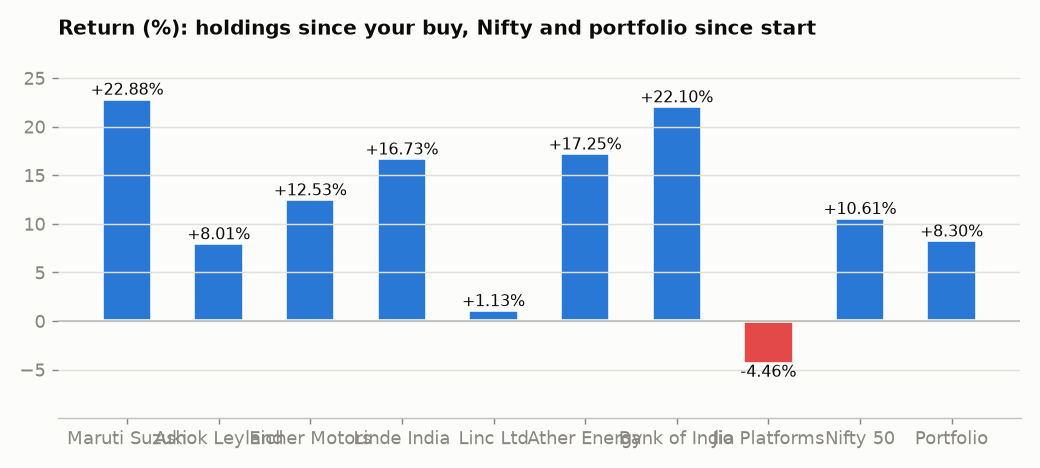 Return (%): holdings since your buy, Nifty and portfolio since start
25
20
15
10
5
0
−5
+22.88%
+8.01%
+12.53%
+16.73%
+1.13%
+17.25%
+22.10%
-4.46%
+10.61%
+8.30%
Maruti Suzuki
Ashok Leyland
Eicher Motors
Linde India
Linc Ltd
Ather Energy
Bank of India
Jio Platforms
Nifty 50
Portfolio